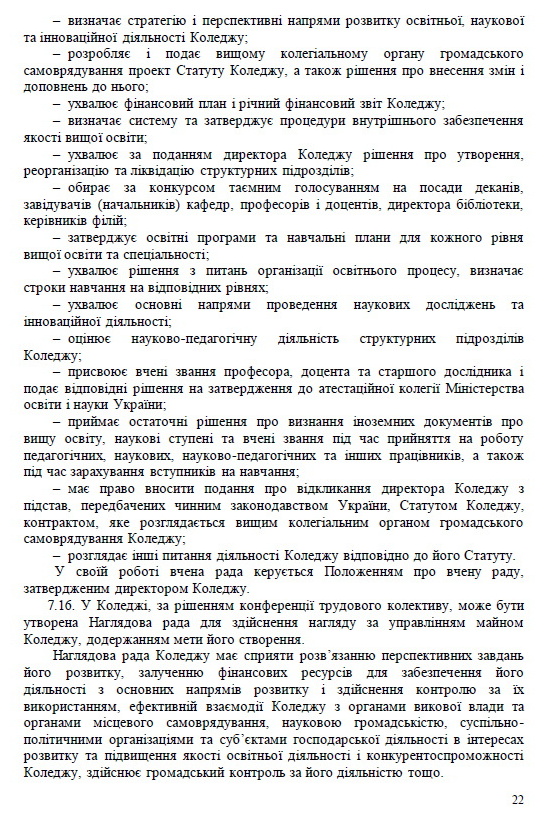 – визначає стратегію і перспективні напрями розвитку освітньої, наукової
та інноваційної діяльності Коледжу;
– розробляє і подає вищому колегіальному органу громадського
самоврядування проект Статуту Коледжу, а також рішення про внесення змін і
доповнень до нього;
– ухвалює фінансовий план і річний фінансовий звіт Коледжу;
– визначає систему та затверджує процедури внутрішнього забезпечення
якості вищої освіти;
– ухвалює за поданням директора Коледжу рішення про утворення,
реорганізацію та ліквідацію структурних підрозділів;
– обирає за конкурсом таємним голосуванням на посади деканів,
завідувачів (начальників) кафедр, професорів і доцентів, директора бібліотеки,
керівників філій;
– затверджує освітні програми та навчальні плани для кожного рівня
вищої освіти та спеціальності;
– ухвалює рішення з питань організації освітнього процесу, визначає
строки навчання на відповідних рівнях;
– ухвалює основні напрями проведення наукових досліджень та
інноваційної діяльності;
– оцінює науково-педагогічну діяльність структурних підрозділів
Коледжу;
– присвоює вчені звання професора, доцента та старшого дослідника і
подає відповідні рішення на затвердження до атестаційної колегії Міністерства
освіти і науки України;
– приймає остаточні рішення про визнання іноземних документів про
вищу освіту, наукові ступені та вчені звання під час прийняття на роботу
педагогічних, наукових, науково-педагогічних та інших працівників, а також
під час зарахування вступників на навчання;
– має право вносити подання про відкликання директора Коледжу з
підстав, передбачених чинним законодавством України, Статутом Коледжу,
контрактом, яке розглядається вищим колегіальним органом громадського
самоврядування Коледжу;
– розглядає інші питання діяльності Коледжу відповідно до його Статуту.
У своїй роботі вчена рада керується Положенням про вчену раду,
затвердженим директором Коледжу.
7.16. У Коледжі, за рішенням конференції трудового колективу, може бути
утворена Наглядова рада для здійснення нагляду за управлінням майном
Коледжу, додержанням мети його створення.
Наглядова рада Коледжу має сприяти розв’язанню перспективних завдань
його розвитку, залученню фінансових ресурсів для забезпечення його
діяльності з основних напрямів розвитку і здійснення контролю за їх
використанням, ефективній взаємодії Коледжу з органами викової влади та
органами місцевого самоврядування, науковою громадськістю, суспільно-
політичними організаціями та суб’єктами господарської діяльності в інтересах
розвитку та підвищення якості освітньої діяльності і конкурентоспроможності
Коледжу, здійснює громадський контроль за його діяльністю тощо.
22